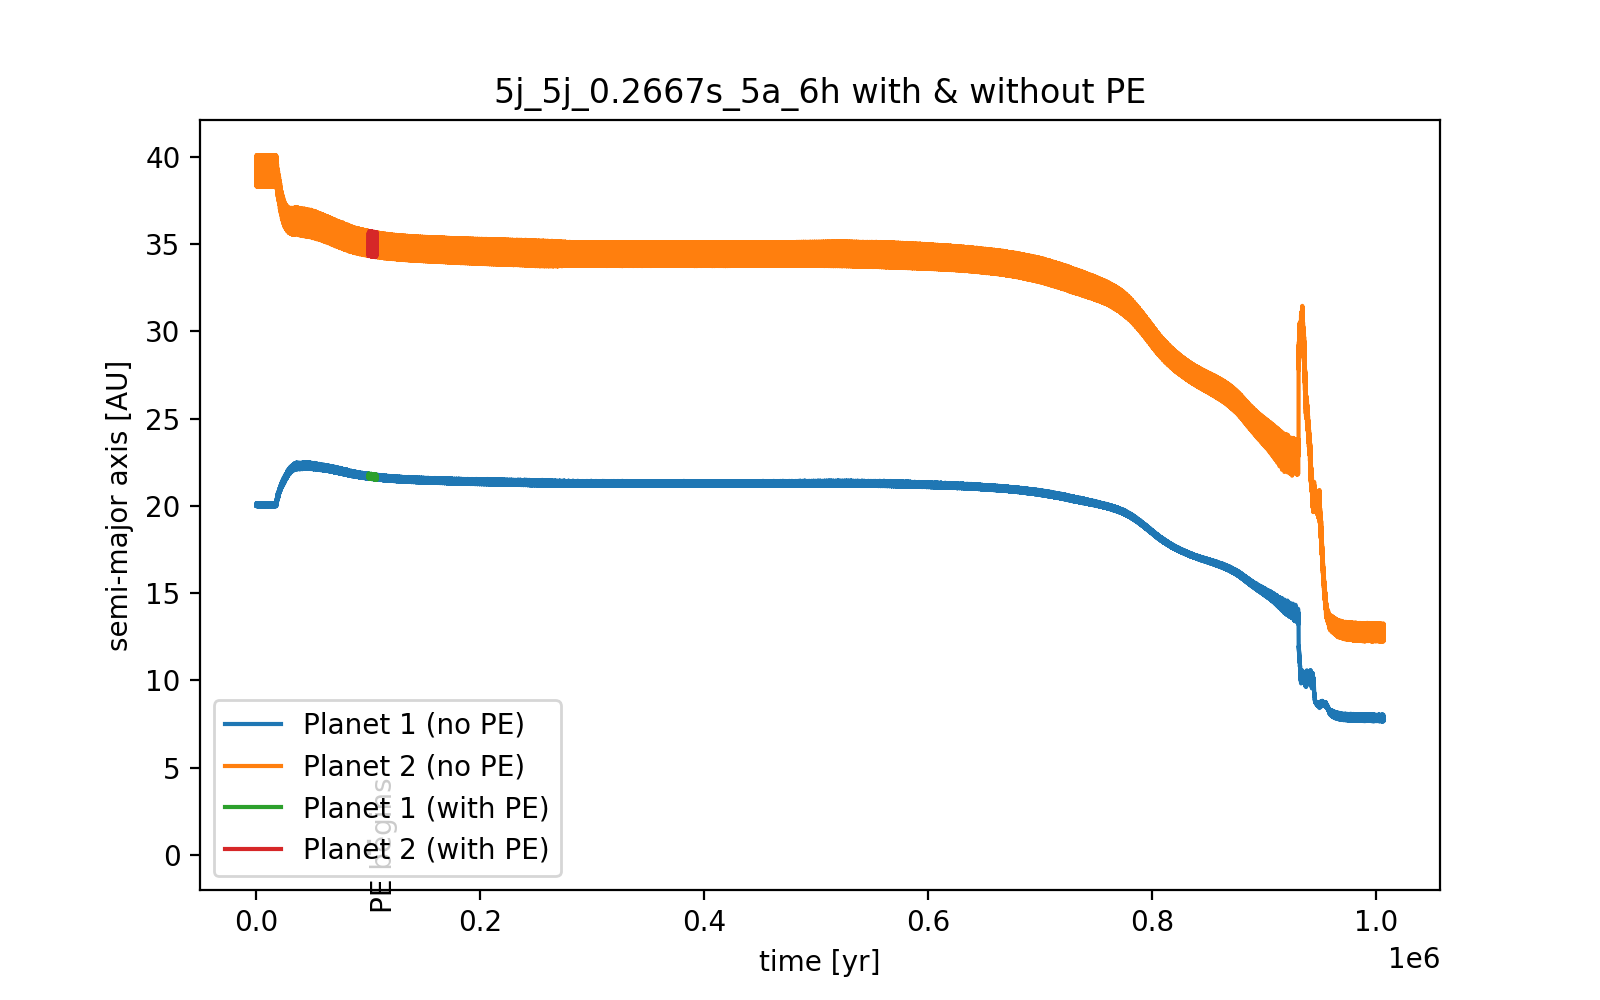 5j_5j_0.2667s_5a_6h with & without PE
semi-major axis [AU]
40
35
30
25
20
15
10
5
0
Planet 1 (no PE)
Planet 2 (no PE)
Planet 1 (with PE)
Planet 2 (with PE)
PE begins
0.0 0.2 0.4 0.6 0.8 1.0
1e6
time [yr]